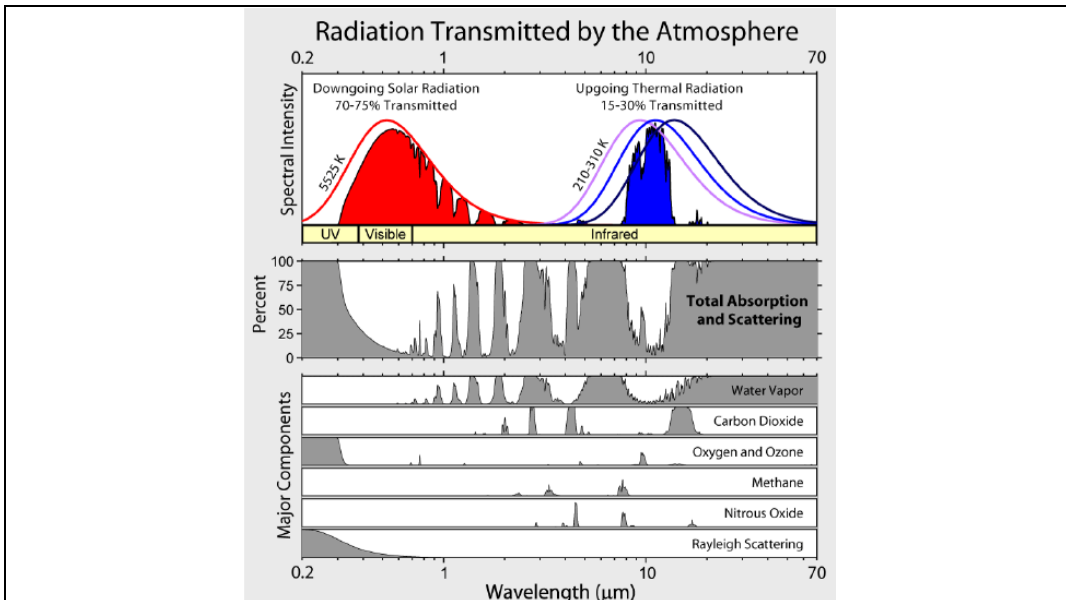 Radiation Transmitted by the Atmosphere
0.2 1 10 70
Downgoing Solar Radiation
70-75% Transmitted
Upgoing Thermal Radiation
15-30% Transmitted
Spectral Intensity
5525 K
210-310 K
UV Visible Infrared
Percent
100
75
50
25
0
Total Absorption
and Scattering
Major Components
Water Vapor
Carbon Dioxide
Oxygen and Ozone
Methane
Nitrous Oxide
Rayleigh Scattering
0.2 1 10 70
Wavelength (μm)